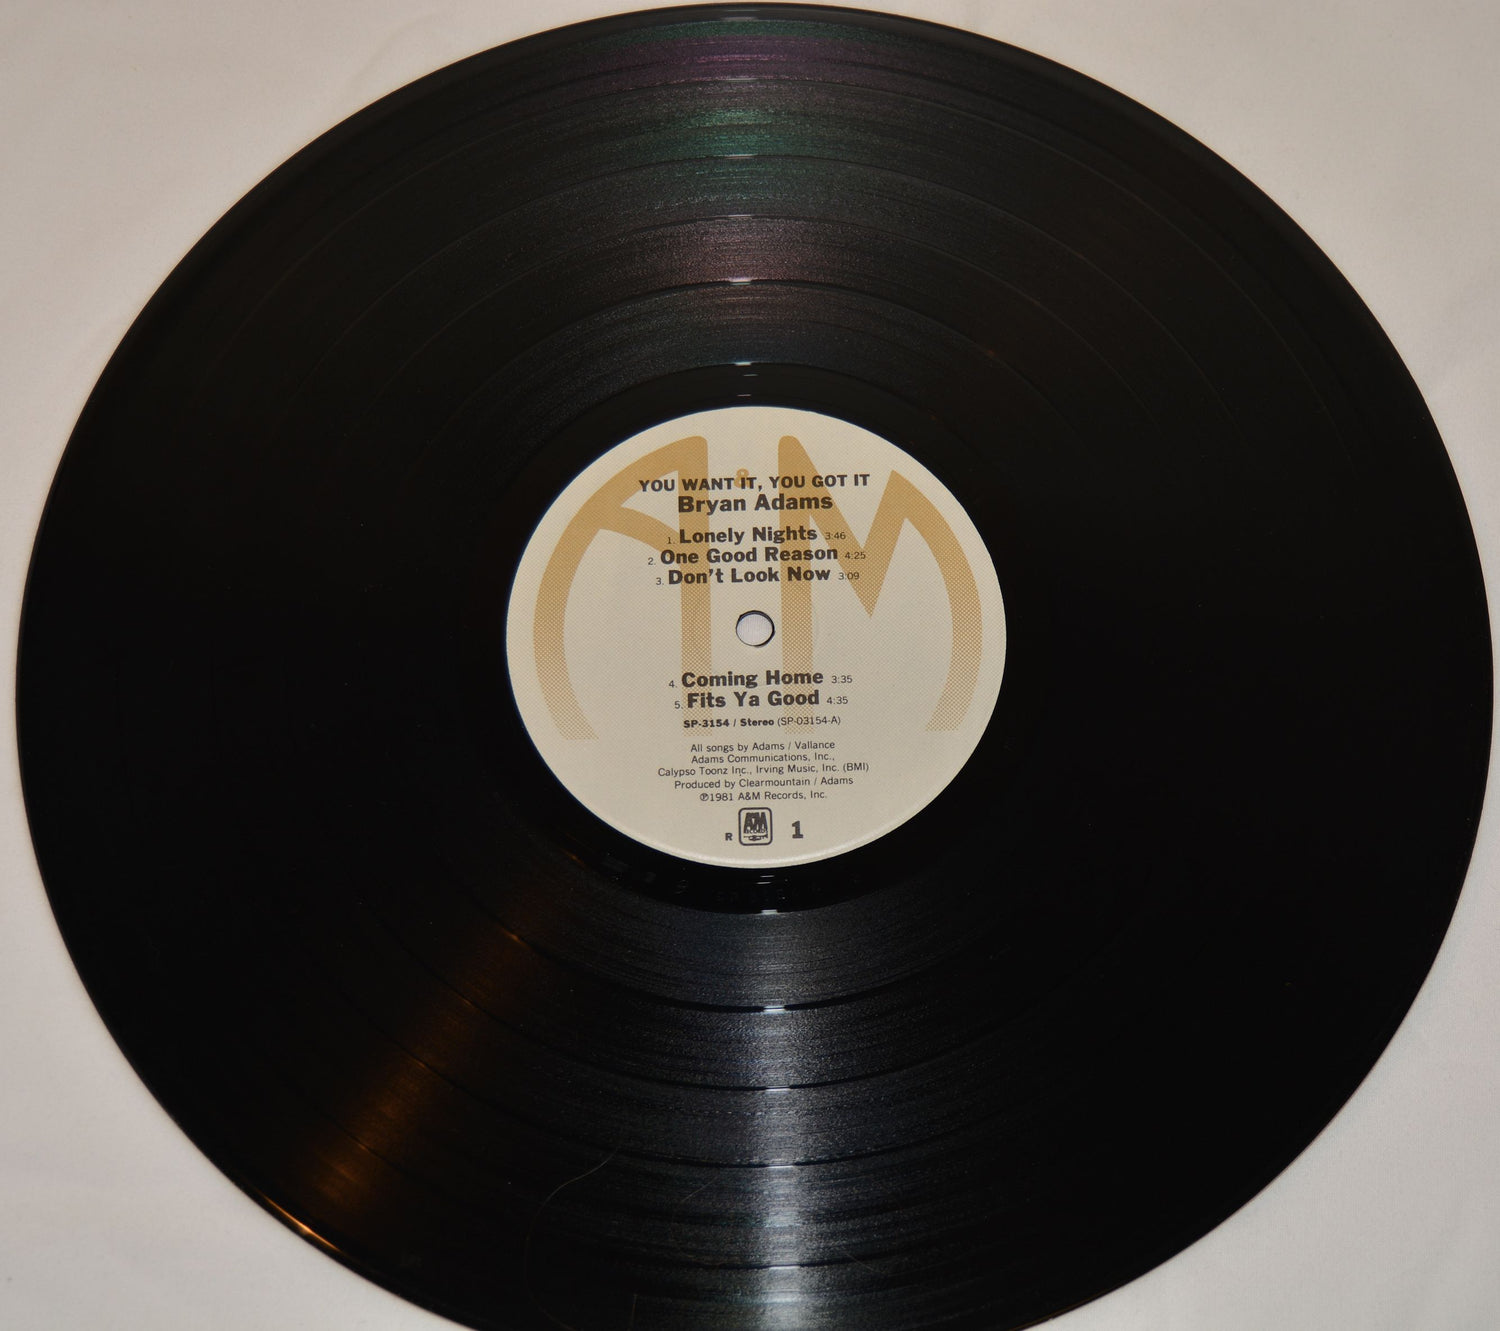 A&M
YOU WANT IT, YOU GOT IT
Bryan Adams
1. Lonely Nights 3:46
2. One Good Reason 4:25
3. Don't Look Now 3:09
4. Coming Home 3:35
5. Fits Ya Good 4:35
SP-3154 / Stereo (SP-03154-A)
All songs by Adams / Vallance
Adams Communications, Inc.,
Calypso Toonz Inc., Irving Music, Inc. (BMI)
Produced by Clearmountain / Adams
℗1981 A&M Records, Inc.
R A&M RECORDS 1